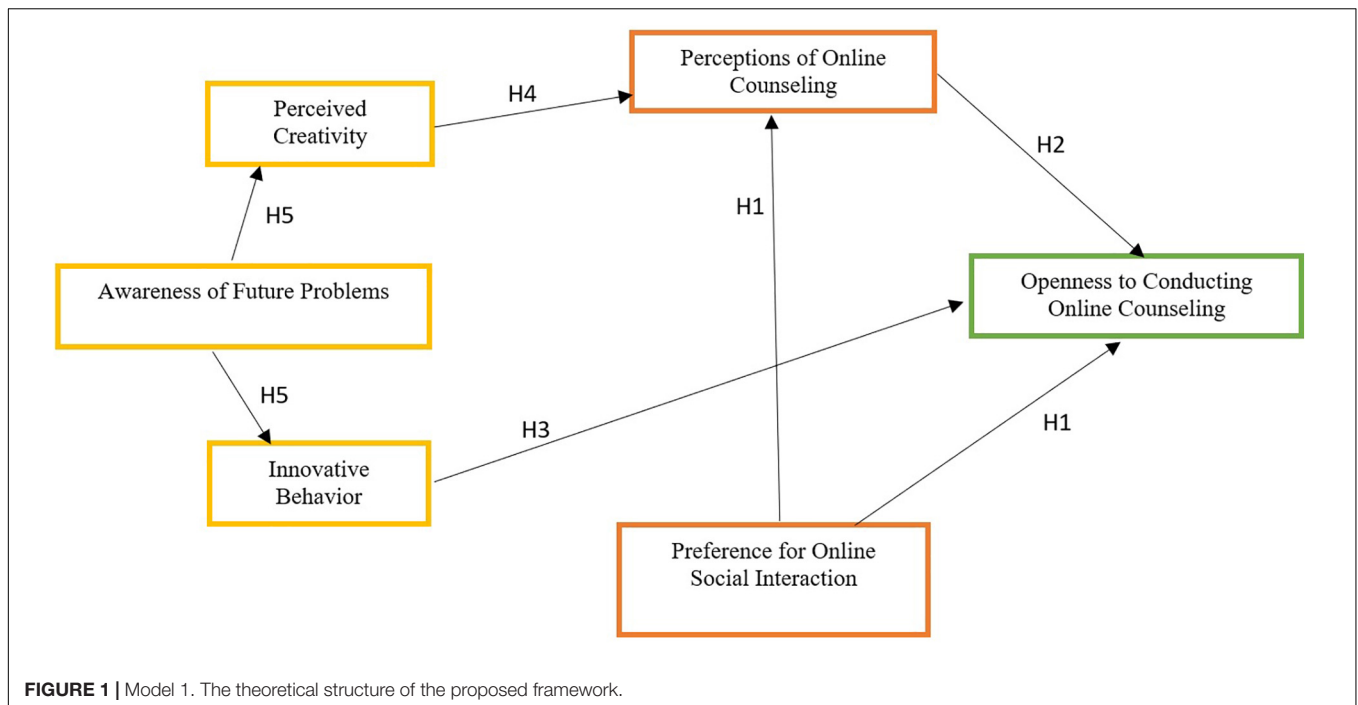 Perceptions of Online
Counseling
Perceived
Creativity
H4
H2
H1
H5
Awareness of Future Problems
Openness to Conducting
Online Counseling
H5
H3
H1
Innovative
Behavior
Preference for Online
Social Interaction
FIGURE 1 | Model 1. The theoretical structure of the proposed framework.